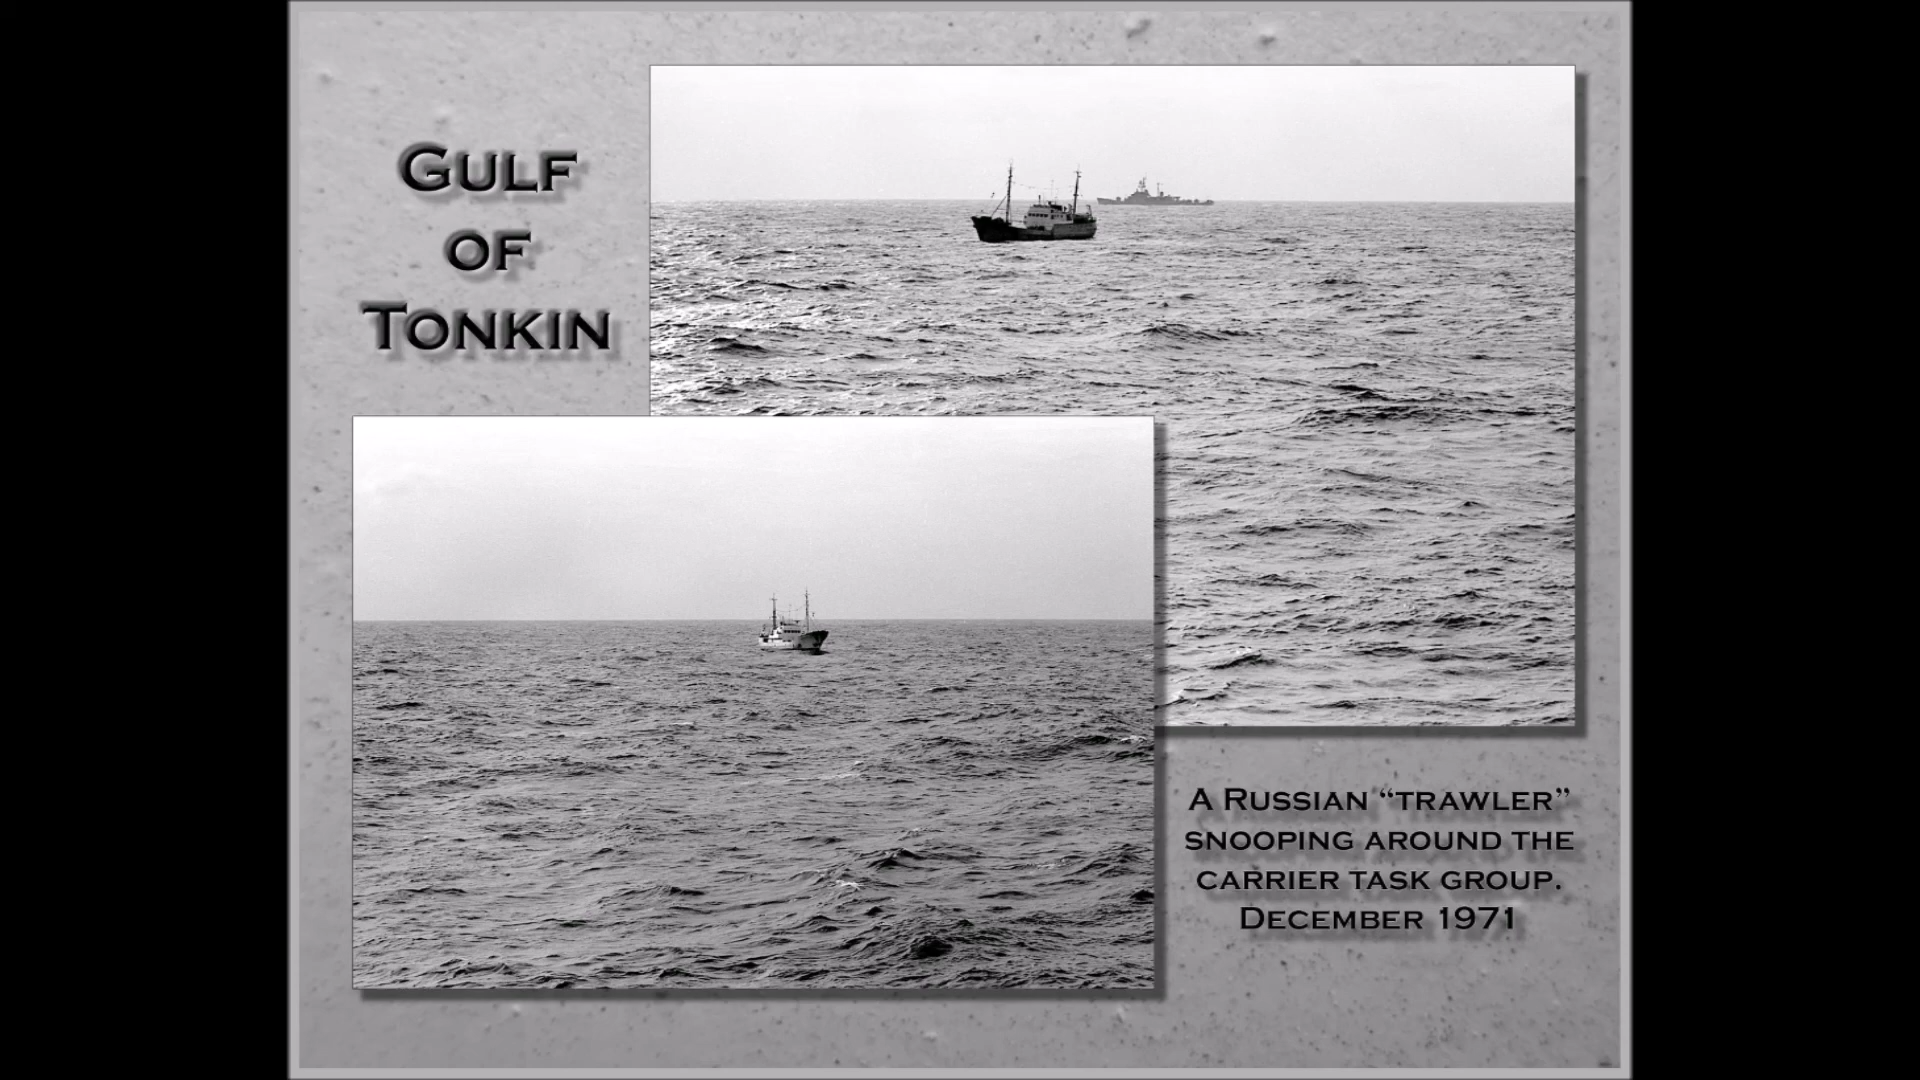 Gulf
of
Tonkin
A Russian “trawler”
snooping around the
carrier task group.
December 1971